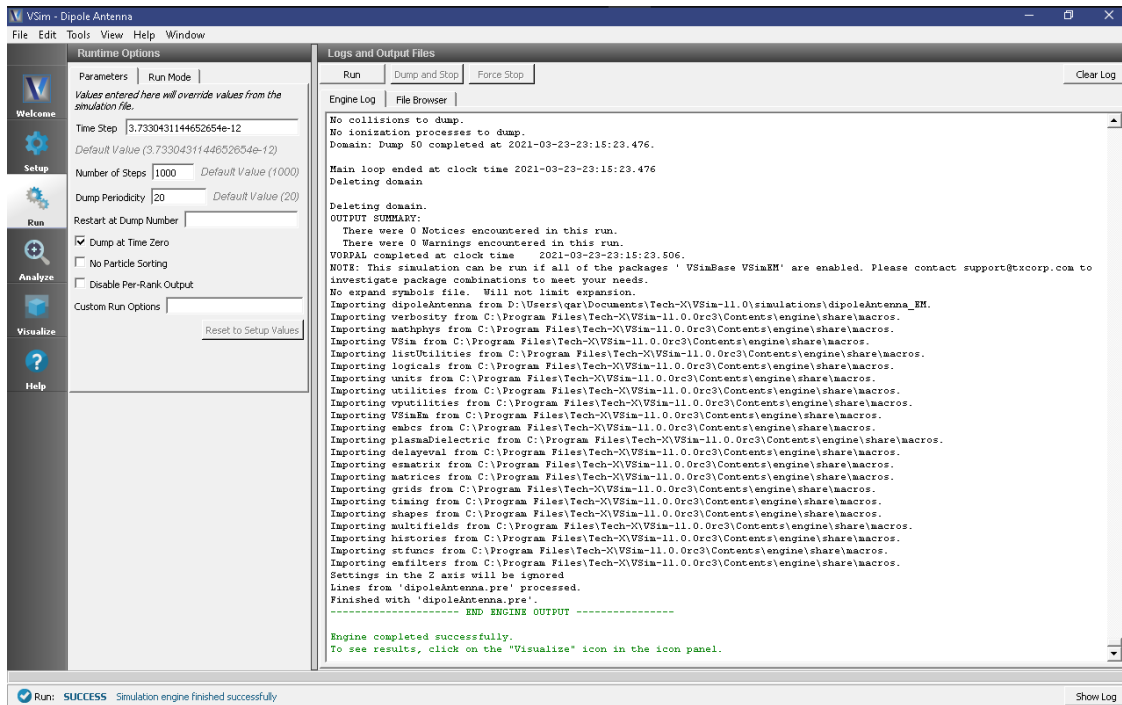 VSim - Dipole Antenna
File Edit Tools View Help Window
Welcome
Setup
Run
Analyze
Visualize
Help
Runtime Options
Parameters
Run Mode
Values entered here will override values from the
simulation file.
Time Step 3.7330431144652654e-12
Default Value (3.7330431144652654e-12)
Number of Steps 1000 Default Value (1000)
Dump Periodicity 20 Default Value (20)
Restart at Dump Number
Dump at Time Zero
No Particle Sorting
Disable Per-Rank Output
Custom Run Options
Reset to Setup Values
Logs and Output Files
Run Dump and Stop Force Stop Clear Log
Engine Log File Browser
No collisions to dump.
No ionization processes to dump.
Domain: Dump 50 completed at 2021-03-23-23:15:23.476.
Main loop ended at clock time 2021-03-23-23:15:23.476
Deleting domain
Deleting domain.
OUTPUT SUMMARY:
There were 0 Notices encountered in this run.
There were 0 Warnings encountered in this run.
VORPAL completed at clock time 2021-03-23-23:15:23.506.
NOTE: This simulation can be run if all of the packages ' VSimBase VSimEM' are enabled. Please contact support@txcorp.com to
investigate package combinations to meet your needs.
No expand symbols file. Will not limit expansion.
Importing dipoleAntenna from D:\Users\qar\Documents\Tech-X\VSim-11.0\simulations\dipoleAntenna_EM.
Importing verbosity from C:\Program Files\Tech-X\VSim-11.0.0rc3\Contents\engine\share\macros.
Importing mathphys from C:\Program Files\Tech-X\VSim-11.0.0rc3\Contents\engine\share\macros.
Importing VSim from C:\Program Files\Tech-X\VSim-11.0.0rc3\Contents\engine\share\macros.
Importing listUtilities from C:\Program Files\Tech-X\VSim-11.0.0rc3\Contents\engine\share\macros.
Importing logicals from C:\Program Files\Tech-X\VSim-11.0.0rc3\Contents\engine\share\macros.
Importing units from C:\Program Files\Tech-X\VSim-11.0.0rc3\Contents\engine\share\macros.
Importing utilities from C:\Program Files\Tech-X\VSim-11.0.0rc3\Contents\engine\share\macros.
Importing vputilities from C:\Program Files\Tech-X\VSim-11.0.0rc3\Contents\engine\share\macros.
Importing VSimEm from C:\Program Files\Tech-X\VSim-11.0.0rc3\Contents\engine\share\macros.
Importing embcs from C:\Program Files\Tech-X\VSim-11.0.0rc3\Contents\engine\share\macros.
Importing plasmaDielectric from C:\Program Files\Tech-X\VSim-11.0.0rc3\Contents\engine\share\macros.
Importing delayeval from C:\Program Files\Tech-X\VSim-11.0.0rc3\Contents\engine\share\macros.
Importing esmatrix from C:\Program Files\Tech-X\VSim-11.0.0rc3\Contents\engine\share\macros.
Importing matrices from C:\Program Files\Tech-X\VSim-11.0.0rc3\Contents\engine\share\macros.
Importing grids from C:\Program Files\Tech-X\VSim-11.0.0rc3\Contents\engine\share\macros.
Importing timing from C:\Program Files\Tech-X\VSim-11.0.0rc3\Contents\engine\share\macros.
Importing shapes from C:\Program Files\Tech-X\VSim-11.0.0rc3\Contents\engine\share\macros.
Importing multifields from C:\Program Files\Tech-X\VSim-11.0.0rc3\Contents\engine\share\macros.
Importing histories from C:\Program Files\Tech-X\VSim-11.0.0rc3\Contents\engine\share\macros.
Importing stfuncs from C:\Program Files\Tech-X\VSim-11.0.0rc3\Contents\engine\share\macros.
Importing emfilters from C:\Program Files\Tech-X\VSim-11.0.0rc3\Contents\engine\share\macros.
Settings in the Z axis will be ignored
Lines from 'dipoleAntenna.pre' processed.
Finished with 'dipoleAntenna.pre'.
--------------------- END ENGINE OUTPUT ----------------
Engine completed successfully.
To see results, click on the "Visualize" icon in the icon panel.
Run: SUCCESS Simulation engine finished successfully
Show Log